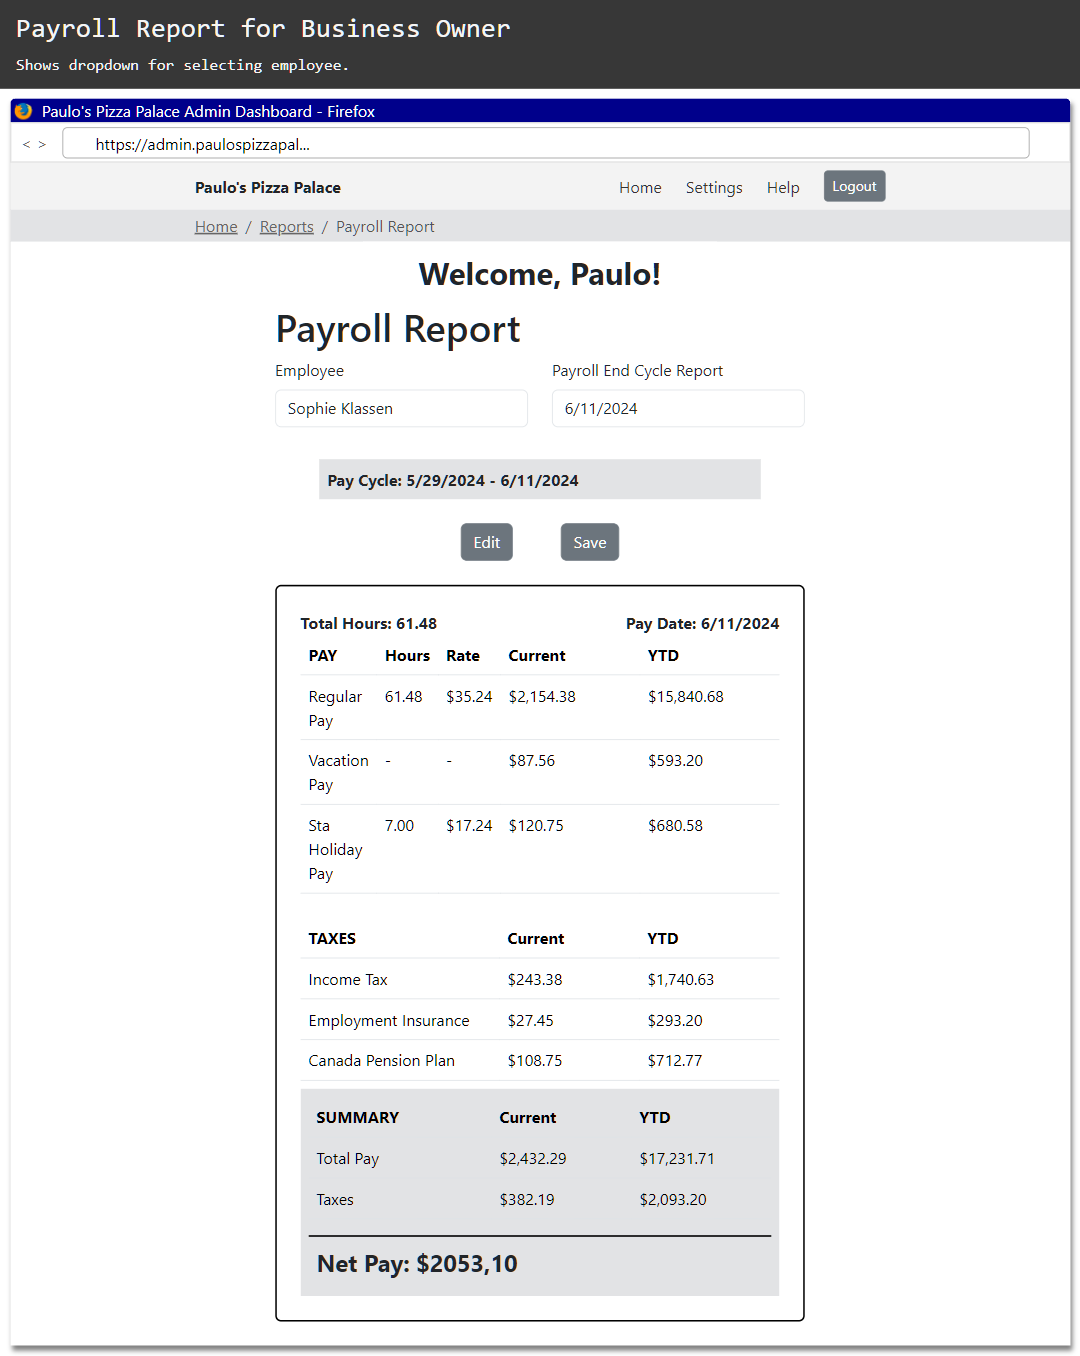 Payroll Report for Business Owner
Shows dropdown for selecting employee.
Paulo's Pizza Palace Admin Dashboard - Firefox
< > https://admin.paulospizzapal...
Paulo's Pizza Palace Home Settings Help Logout
Home / Reports / Payroll Report
Welcome, Paulo!
Payroll Report
Employee Payroll End Cycle Report
Sophie Klassen 6/11/2024
Pay Cycle: 5/29/2024 - 6/11/2024
Edit Save
Total Hours: 61.48 Pay Date: 6/11/2024
PAY Hours Rate Current YTD
Regular 61.48 $35.24 $2,154.38 $15,840.68
Pay
Vacation - - $87.56 $593.20
Pay
Sta 7.00 $17.24 $120.75 $680.58
Holiday
Pay
TAXES Current YTD
Income Tax $243.38 $1,740.63
Employment Insurance $27.45 $293.20
Canada Pension Plan $108.75 $712.77
SUMMARY Current YTD
Total Pay $2,432.29 $17,231.71
Taxes $382.19 $2,093.20
Net Pay: $2053,10